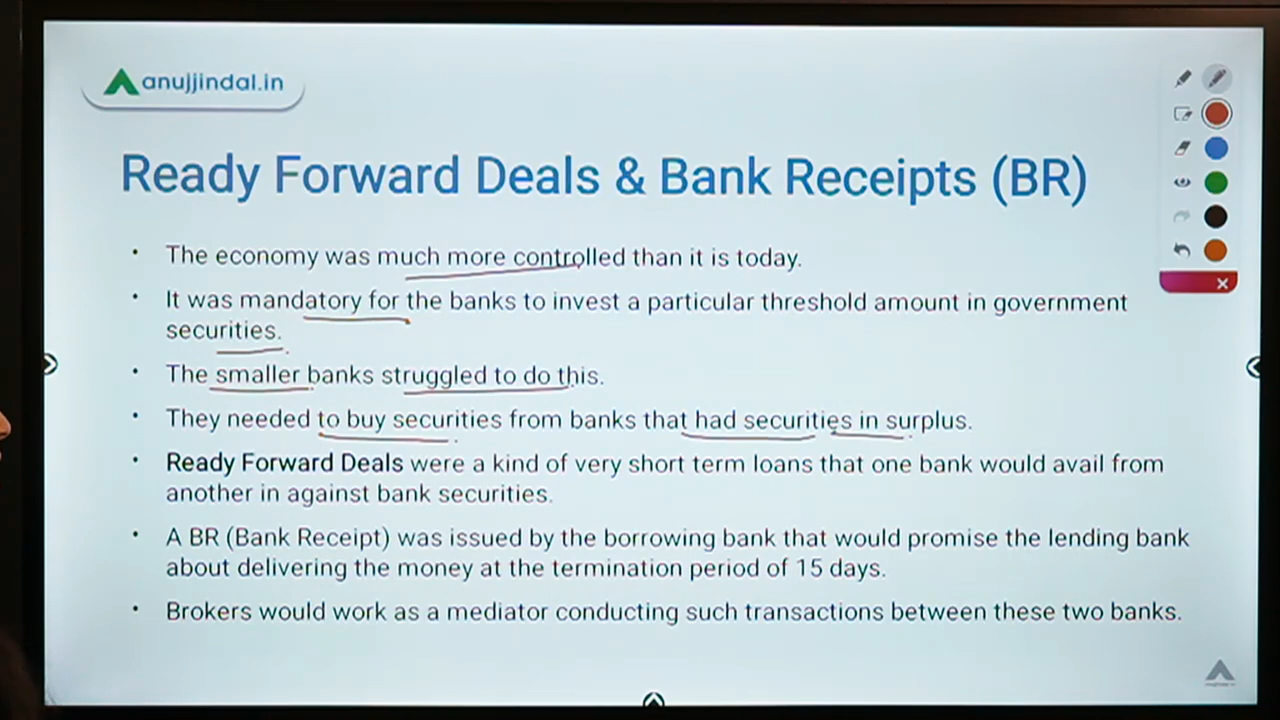 anujjindal.in
Ready Forward Deals & Bank Receipts (BR)
• The economy was much more controlled than it is today.
• It was mandatory for the banks to invest a particular threshold amount in government
securities.
• The smaller banks struggled to do this.
• They needed to buy securities from banks that had securities in surplus.
• Ready Forward Deals were a kind of very short term loans that one bank would avail from
another in against bank securities.
• A BR (Bank Receipt) was issued by the borrowing bank that would promise the lending bank
about delivering the money at the termination period of 15 days.
• Brokers would work as a mediator conducting such transactions between these two banks.